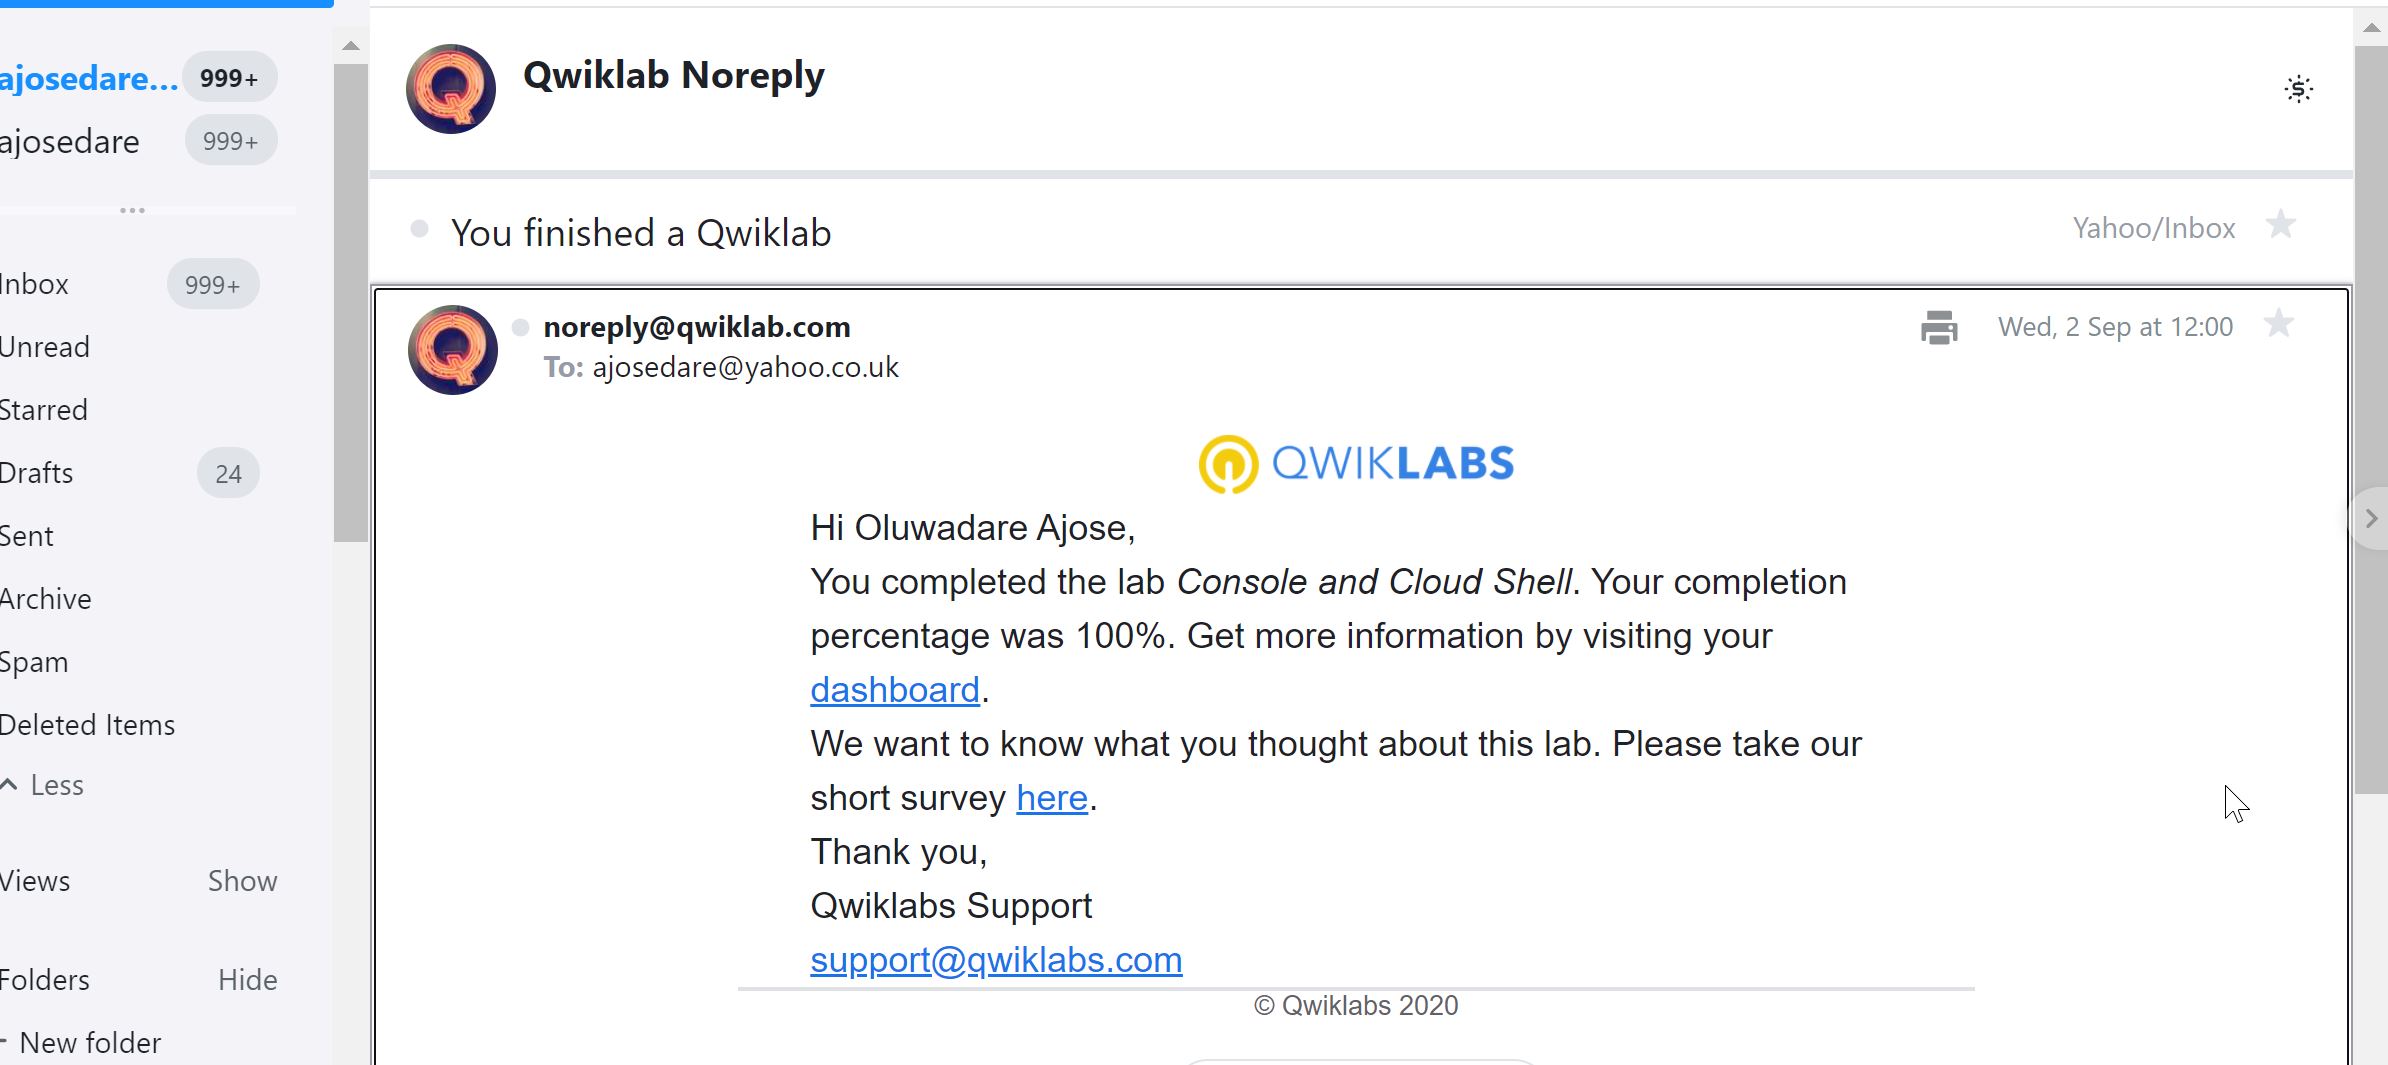 ajosedare... 999+
ajosedare 999+
Inbox 999+
Unread
Starred
Drafts 24
Sent
Archive
Spam
Deleted Items
Less
Views Show
Folders Hide
New folder
Qwiklab Noreply
You finished a Qwiklab Yahoo/Inbox
noreply@qwiklab.com Wed, 2 Sep at 12:00
To: ajosedare@yahoo.co.uk
QWIKLABS
Hi Oluwadare Ajose,
You completed the lab Console and Cloud Shell. Your completion
percentage was 100%. Get more information by visiting your
dashboard.
We want to know what you thought about this lab. Please take our
short survey here.
Thank you,
Qwiklabs Support
support@qwiklabs.com
© Qwiklabs 2020